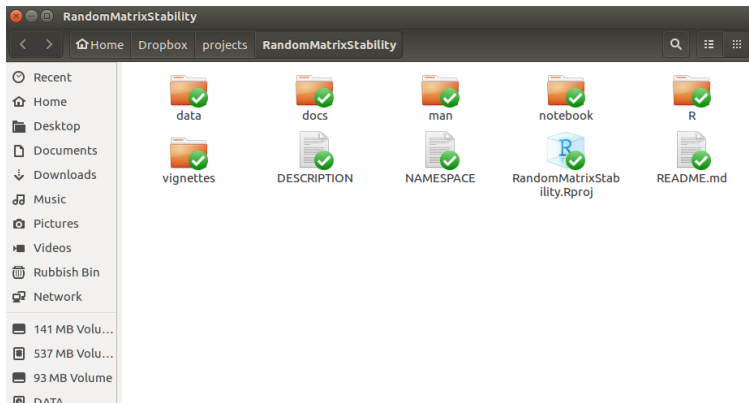 RandomMatrixStability
Home Dropbox projects RandomMatrixStability
Recent
Home
Desktop
Documents
Downloads
Music
Pictures
Videos
Rubbish Bin
Network
141 MB Volu...
537 MB Volu...
93 MB Volume
DATA
data docs man notebook R
vignettes DESCRIPTION NAMESPACE RandomMatrixStab README.md
ility.Rproj